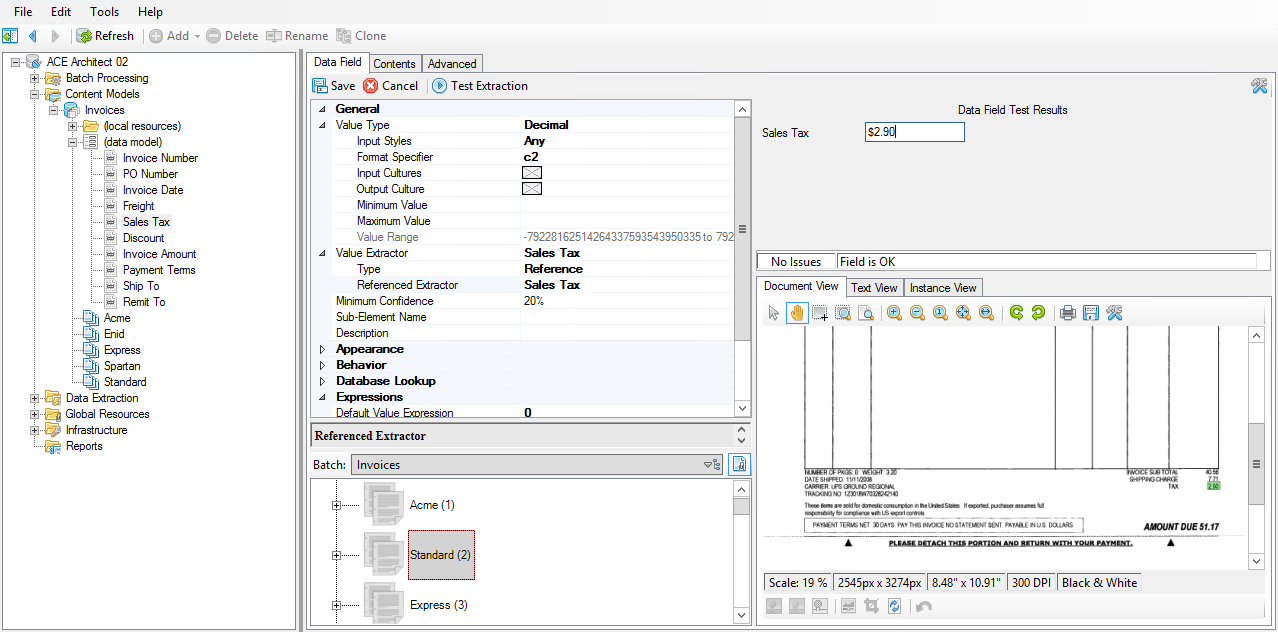 File Edit Tools Help
Refresh Add Delete Rename Clone
ACE Architect 02
Batch Processing
Content Models
Invoices
(local resources)
(data model)
Invoice Number
PO Number
Invoice Date
Freight
Sales Tax
Discount
Invoice Amount
Payment Terms
Ship To
Remit To
Acme
Enid
Express
Spartan
Standard
Data Extraction
Global Resources
Infrastructure
Reports
Data Field Contents Advanced
Save Cancel Test Extraction
General
Value Type Decimal
Input Styles Any
Format Specifier c2
Input Cultures
Output Culture
Minimum Value
Maximum Value
Value Range -79228162514264337593543950335 to 792
Value Extractor Sales Tax
Type Reference
Referenced Extractor Sales Tax
Minimum Confidence 20%
Sub-Element Name
Description
Appearance
Behavior
Database Lookup
Expressions
Default Value Expression 0
Referenced Extractor
Batch: Invoices
Acme (1)
Standard (2)
Express (3)
Data Field Test Results
Sales Tax $2.90
No Issues Field is OK
Document View Text View Instance View
NUMBER OF PKGS: 0 WEIGHT: 3.20
DATE SHIPPED: 11/11/2008
CARRIER: UPS GROUND REGIONAL
TRACKING NO: 1Z3018W70328242140
INVOICE SUB TOTAL 40.56
SHIPPING CHARGE 7.71
TAX 2.90
These items are sold for domestic consumption in the United States. If exported, purchaser assumes full
responsibility for compliance with US export controls.
PAYMENT TERMS NET 30 DAYS. PAY THIS INVOICE NO STATEMENT SENT. PAYABLE IN U.S. DOLLARS.
AMOUNT DUE 51.17
PLEASE DETACH THIS PORTION AND RETURN WITH YOUR PAYMENT.
Scale: 19 % 2545px x 3274px 8.48" x 10.91" 300 DPI Black & White